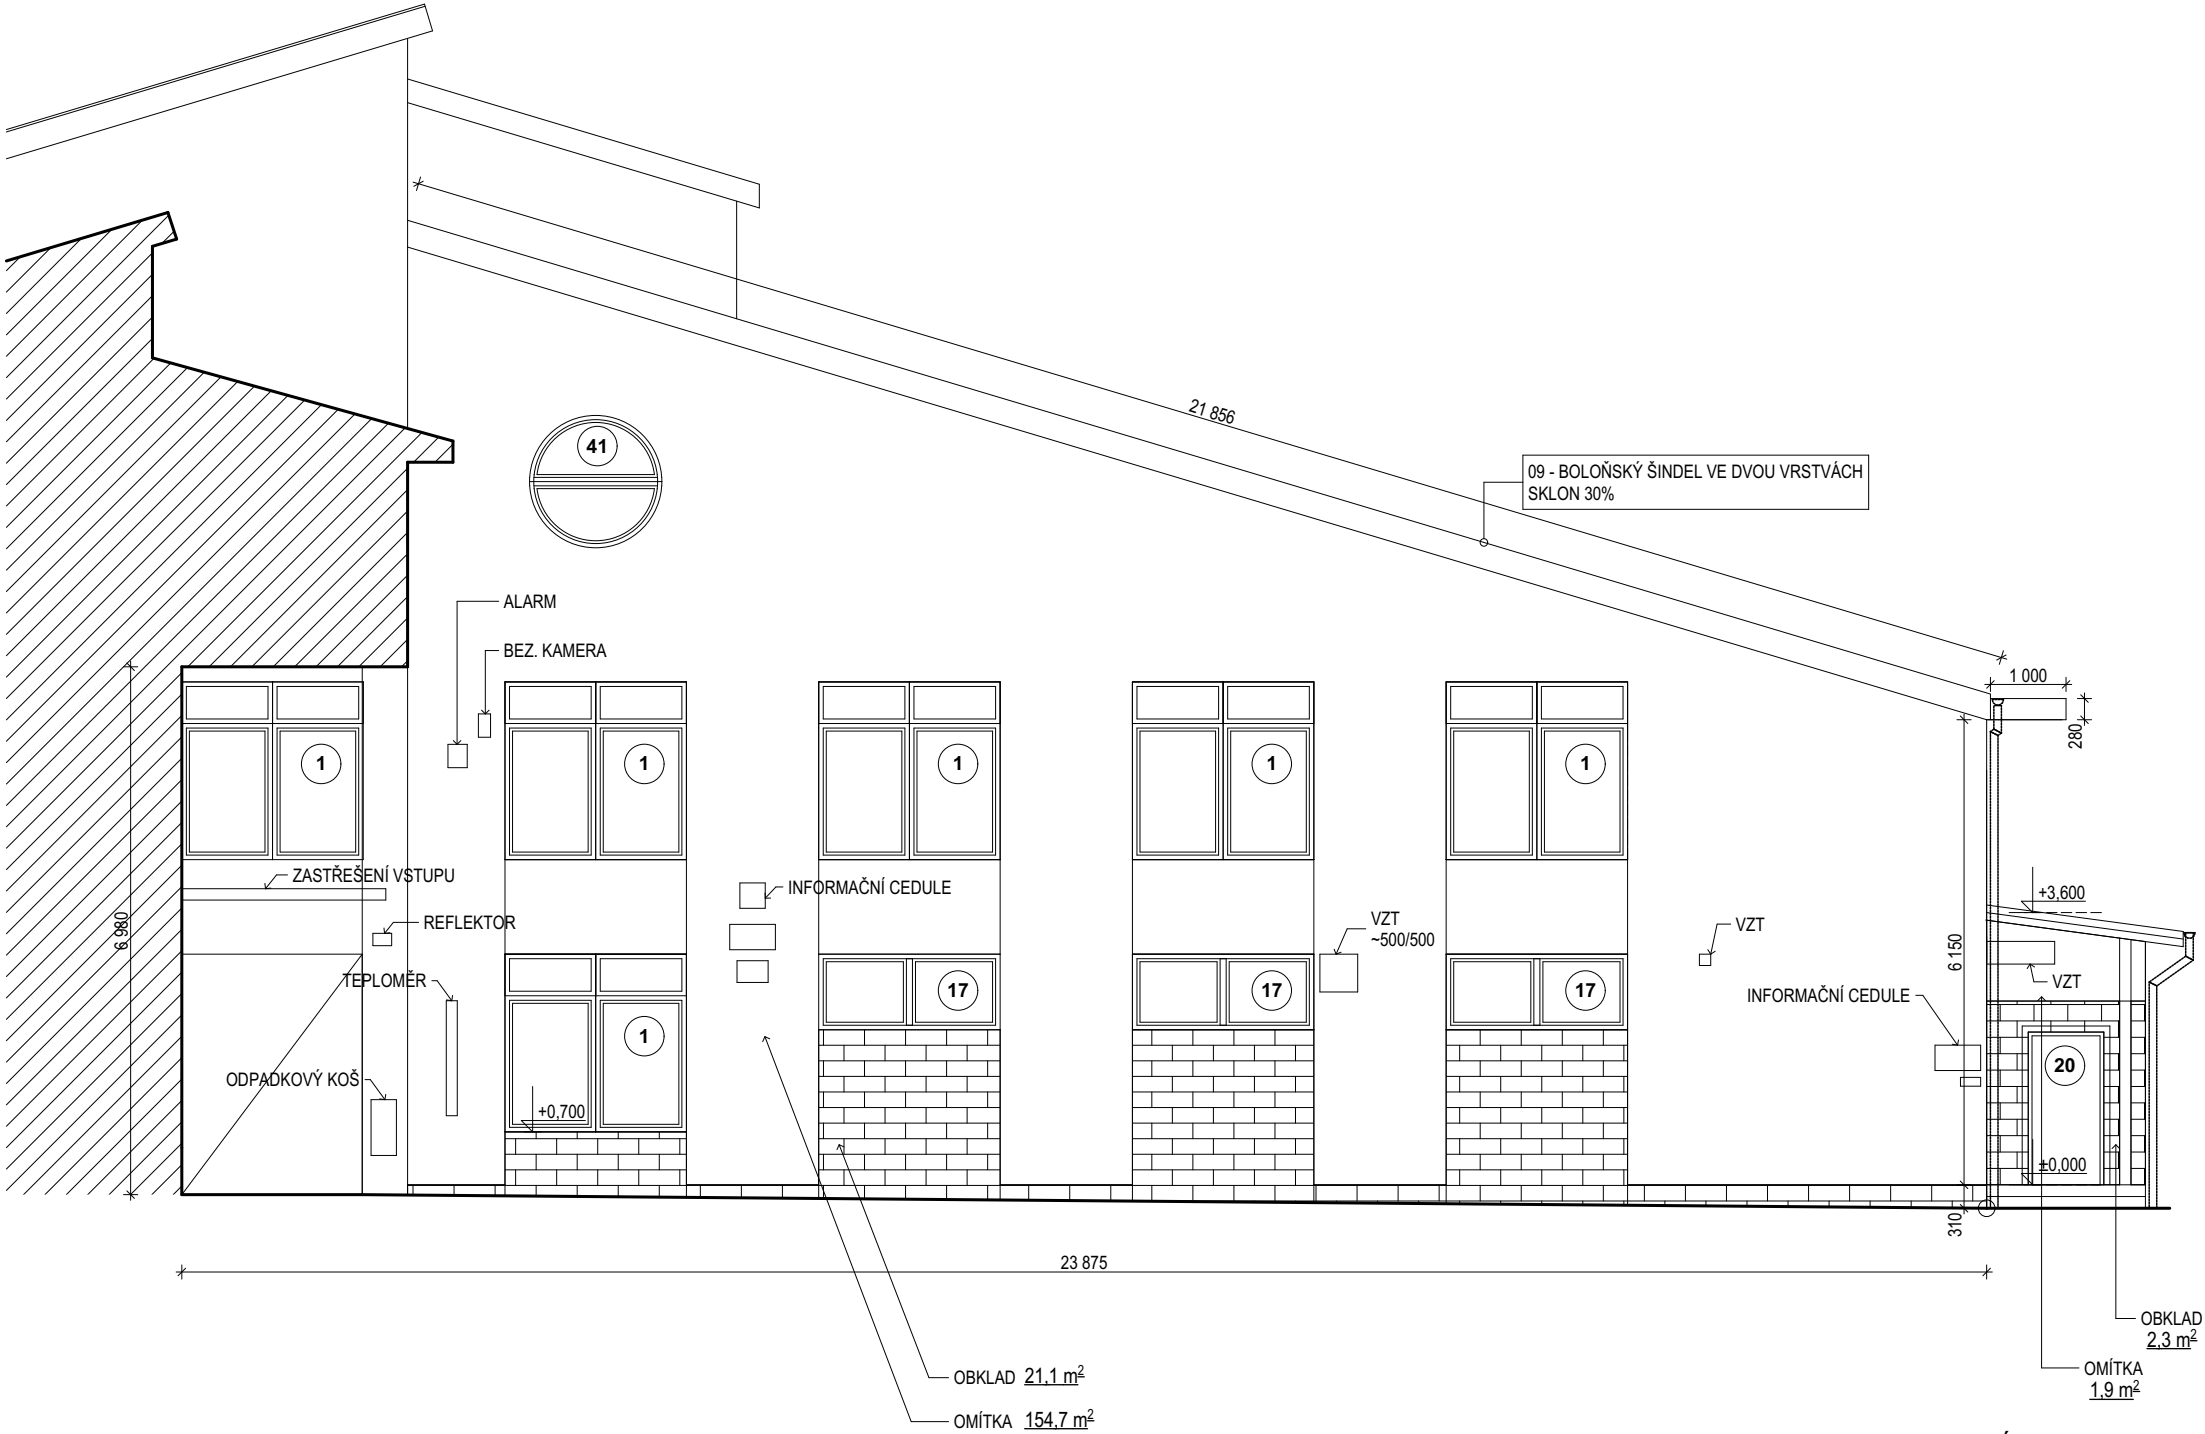 41
21 856
09 - BOLOŇSKÝ ŠINDEL VE DVOU VRSTVÁCH
SKLON 30%
ALARM
BEZ. KAMERA
1 000
280
1
1
1
1
1
ZASTŘEŠENÍ VSTUPU
INFORMAČNÍ CEDULE
+3,600
6 980
REFLEKTOR
VZT
~500/500
VZT
6 150
TEPLOMĚR
VZT
17
17
17
INFORMAČNÍ CEDULE
1
20
ODPADKOVÝ KOŠ
+0,700
±0,000
310
23 875
OBKLAD
2,3 m²
OMÍTKA
1,9 m²
OBKLAD 21,1 m²
OMÍTKA 154,7 m²